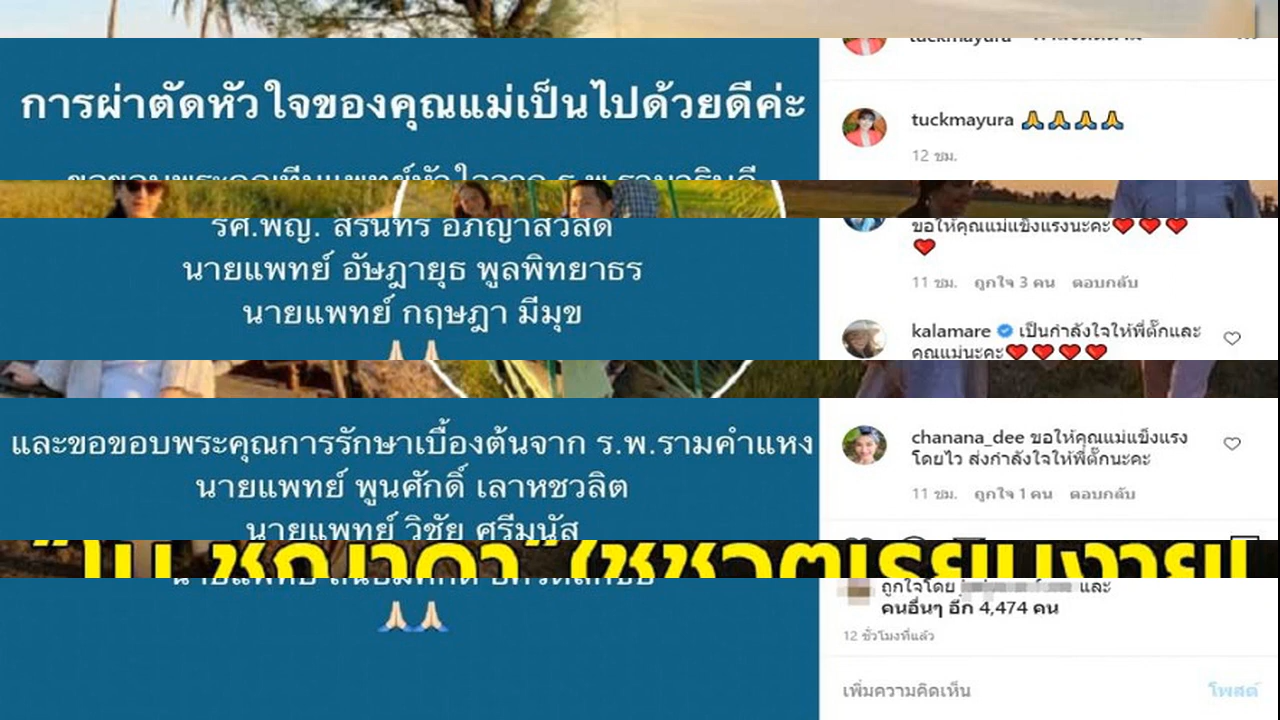 การผ่าตัดหัวใจของคุณแม่เป็นไปด้วยดีค่ะ
รศ.พญ. สรินทร อภิญาสวัสดิ์
นายแพทย์ อัษฎายุธ พูลพิทยาธร
นายแพทย์ กฤษฎา มีมุข
🙏🏻🙏🏻
และขอขอบพระคุณการรักษาเบื้องต้นจาก ร.พ.รามคำแหง
นายแพทย์ พูนศักดิ์ เลาหชวลิต
นายแพทย์ วิชัย ศรีมนัส
🙏🏻🙏🏻
tuckmayura
tuckmayura 🙏🙏🙏🙏
12 ชม.
ขอให้คุณแม่แข็งแรงนะคะ❤️❤️❤️
❤️
11 ชม. ถูกใจ 3 คน ตอบกลับ
kalamare เป็นกำลังใจให้พี่ตั๊กและ
คุณแม่นะคะ❤️❤️❤️❤️
chanana_dee ขอให้คุณแม่แข็งแรง
โดยไว ส่งกำลังใจให้พี่ตั๊กนะคะ
11 ชม. ถูกใจ 1 คน ตอบกลับ
ถูกใจโดย และ
คนอื่นๆ อีก 4,474 คน
12 ชั่วโมงที่แล้ว
เพิ่มความคิดเห็น โพสต์